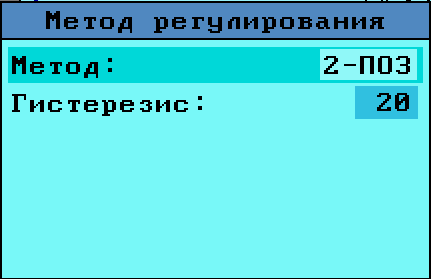 Метод регулирования
Метод: 2-ПОЗ
Гистерезис: 20